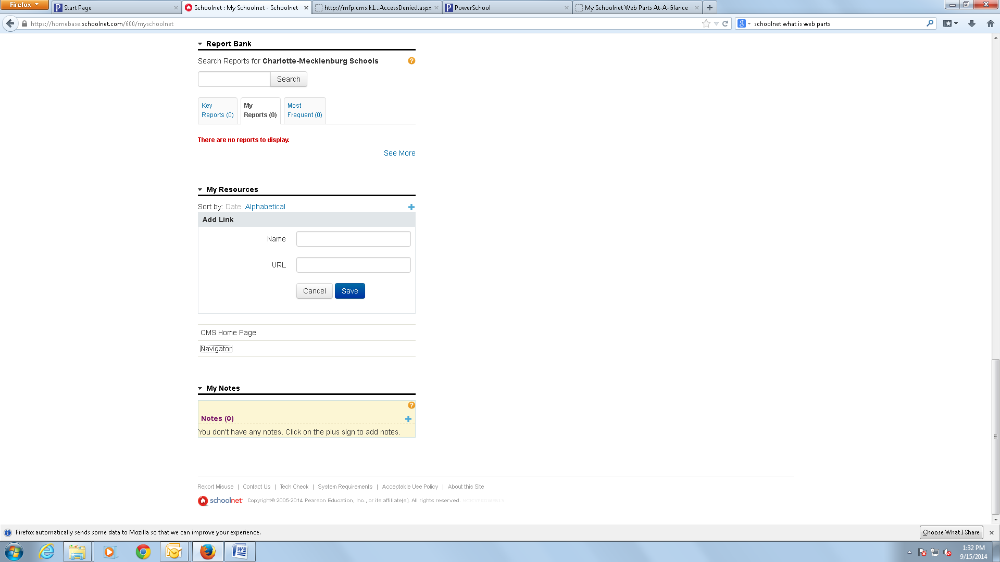 Firefox
Start Page
Schoolnet : My Schoolnet - Schoolnet
http://mfp.cms.k1...AccessDenied.aspx
PowerSchool
My Schoolnet Web Parts At-A-Glance
https://homebase.schoolnet.com/600/myschoolnet
schoolnet what is web parts
Report Bank
Search Reports for Charlotte-Mecklenburg Schools
Search
Key Reports (0)
My Reports (0)
Most Frequent (0)
There are no reports to display.
See More
My Resources
Sort by: Date Alphabetical
Add Link
Name
URL
Cancel Save
CMS Home Page
Navigator
My Notes
Notes (0)
You don't have any notes. Click on the plus sign to add notes.
Report Misuse | Contact Us | Tech Check | System Requirements | Acceptable Use Policy | About this Site
schoolnet Copyright© 2005-2014 Pearson Education, Inc., or its affiliate(s). All rights reserved.
Firefox automatically sends some data to Mozilla so that we can improve your experience.
Choose What I Share
1:32 PM
9/15/2014